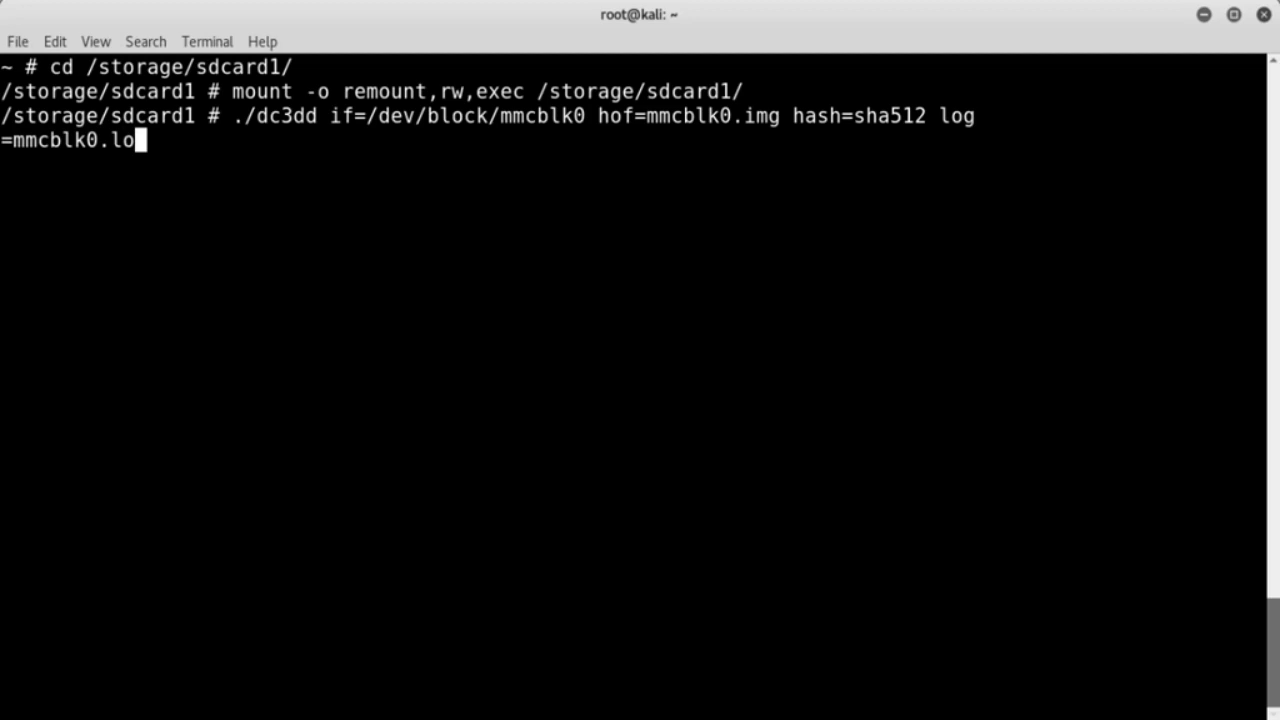 root@kali: ~
File Edit View Search Terminal Help
~ # cd /storage/sdcard1/
/storage/sdcard1 # mount -o remount,rw,exec /storage/sdcard1/
/storage/sdcard1 # ./dc3dd if=/dev/block/mmcblk0 hof=mmcblk0.img hash=sha512 log
=mmcblk0.lo